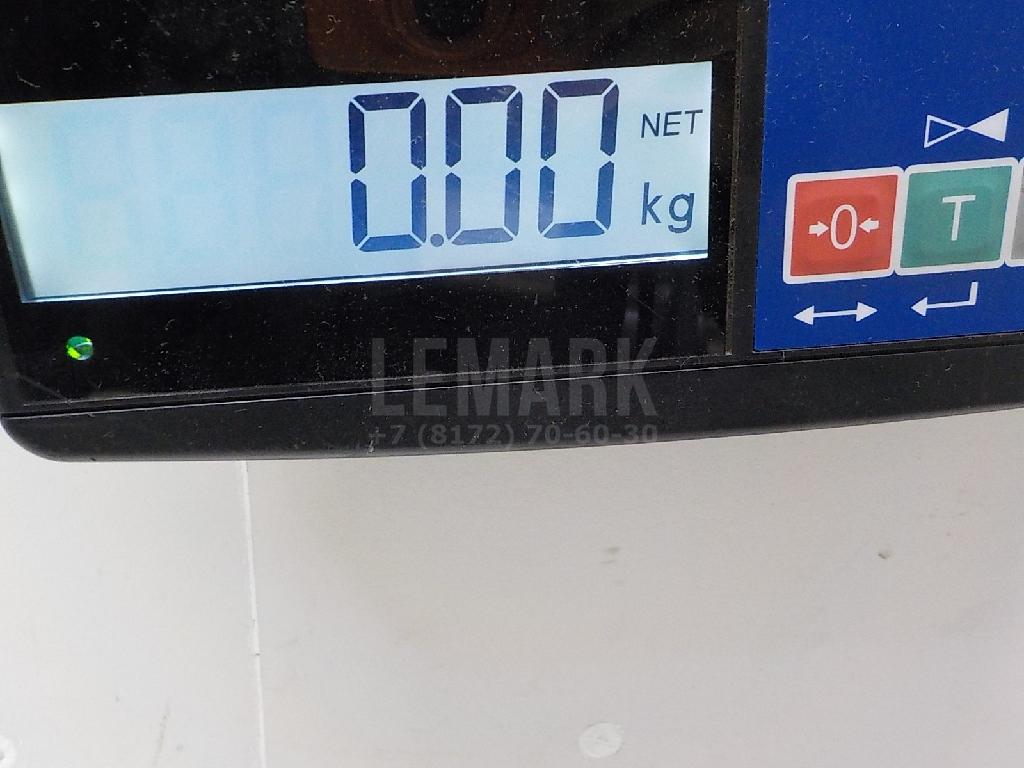 0.00 NET
kg
→0← T
LEMARK
+7 (8172) 70-60-30